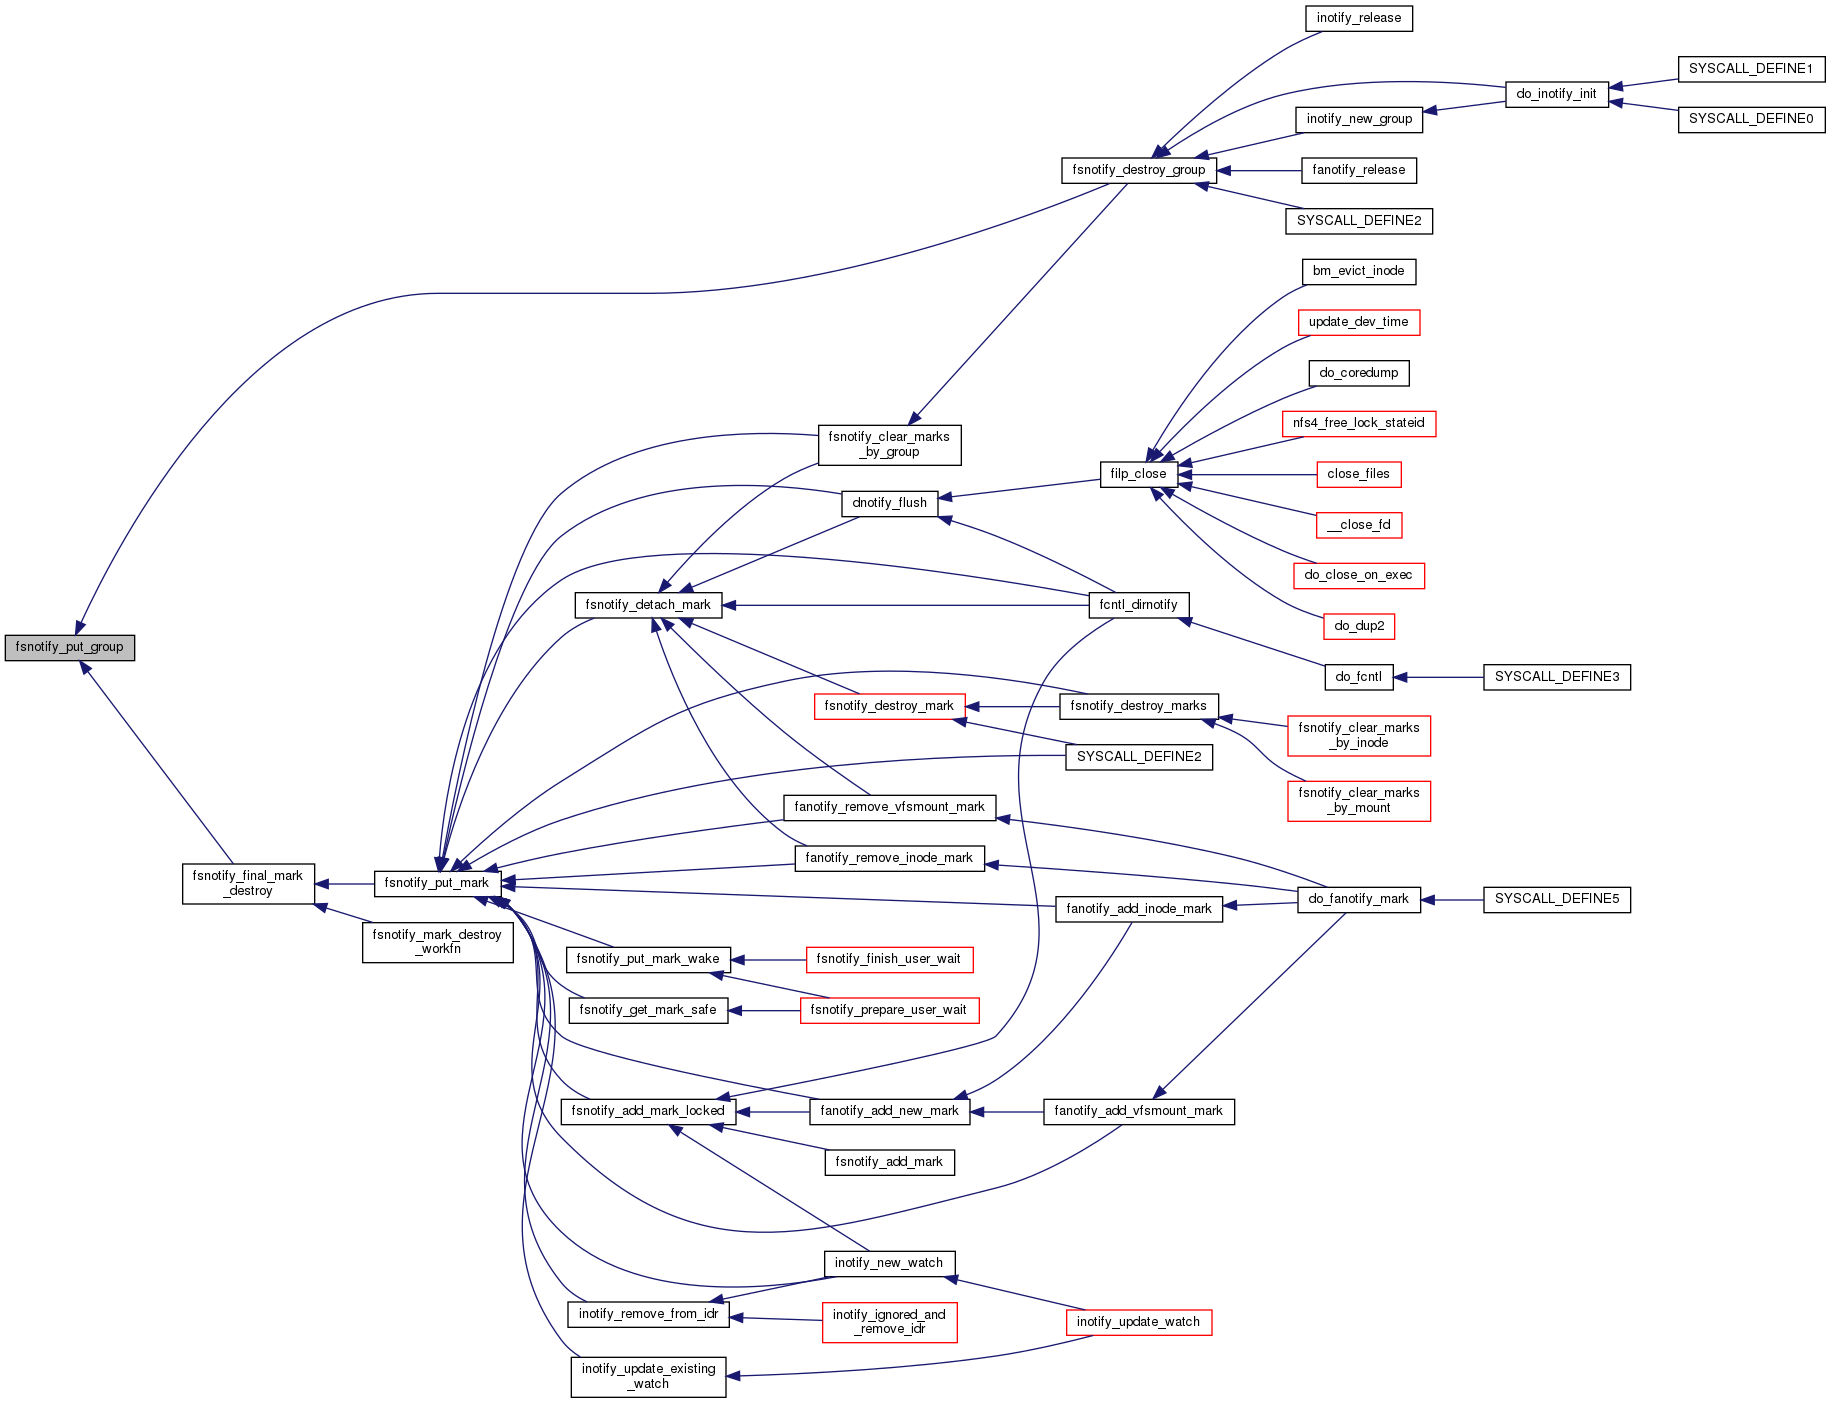 inotify_release
SYSCALL_DEFINE1
do_inotify_init
SYSCALL_DEFINE0
inotify_new_group
fsnotify_destroy_group
fanotify_release
SYSCALL_DEFINE2
bm_evict_inode
update_dev_time
do_coredump
nfs4_free_lock_stateid
fsnotify_clear_marks
_by_group
filp_close
close_files
dnotify_flush
__close_fd
do_close_on_exec
fsnotify_detach_mark
fcntl_dirnotify
do_dup2
fsnotify_put_group
do_fcntl
SYSCALL_DEFINE3
fsnotify_destroy_mark
fsnotify_destroy_marks
fsnotify_clear_marks
_by_inode
SYSCALL_DEFINE2
fsnotify_clear_marks
_by_mount
fanotify_remove_vfsmount_mark
fanotify_remove_inode_mark
fsnotify_final_mark
_destroy
fsnotify_put_mark
do_fanotify_mark
SYSCALL_DEFINE5
fanotify_add_inode_mark
fsnotify_mark_destroy
_workfn
fsnotify_put_mark_wake
fsnotify_finish_user_wait
fsnotify_get_mark_safe
fsnotify_prepare_user_wait
fsnotify_add_mark_locked
fanotify_add_new_mark
fanotify_add_vfsmount_mark
fsnotify_add_mark
inotify_new_watch
inotify_remove_from_idr
inotify_ignored_and
_remove_idr
inotify_update_watch
inotify_update_existing
_watch